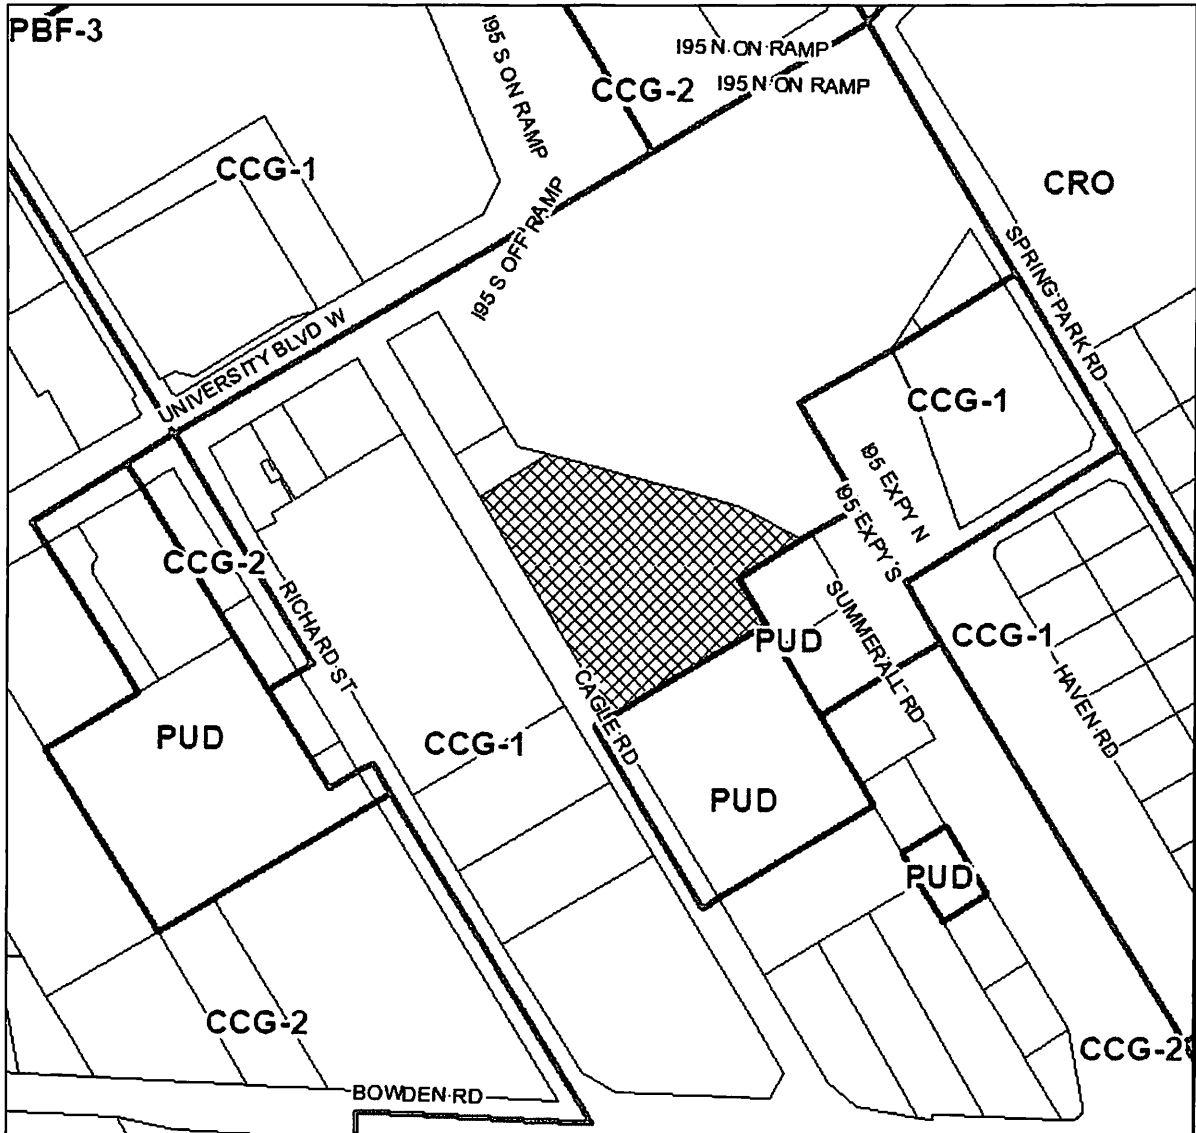 PBF-3
I95 S ON RAMP
I95 N ON RAMP
CCG-2
I95 N ON RAMP
CCG-1
CRO
I95 S OFF RAMP
SPRING PARK RD
UNIVERSITY BLVD W
CCG-1
I95 EXPY N
I95 EXPY S
CCG-2
RICHARD ST
SUMMERALL RD
PUD
CCG-1
HAVEN RD
CAGLE RD
PUD
CCG-1
PUD
PUD
CCG-2
CCG-2
BOWDEN RD